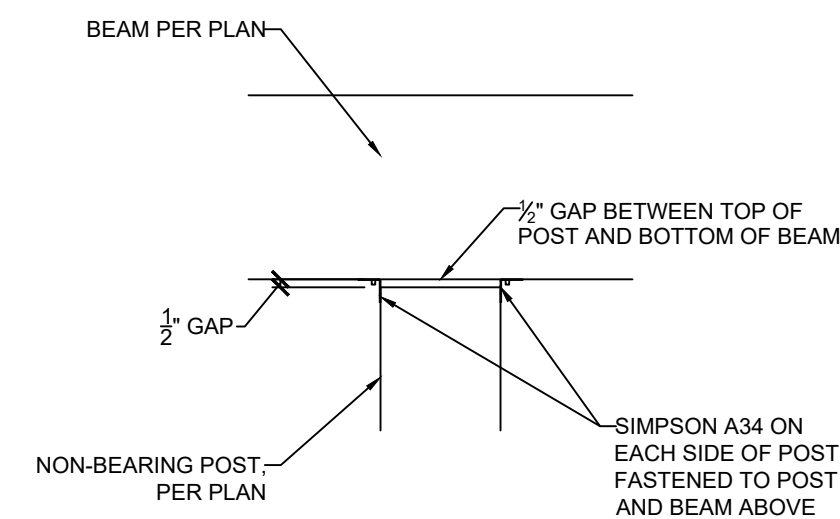 BEAM PER PLAN
½" GAP BETWEEN TOP OF
POST AND BOTTOM OF BEAM
½" GAP
NON-BEARING POST,
PER PLAN
SIMPSON A34 ON
EACH SIDE OF POST
FASTENED TO POST
AND BEAM ABOVE